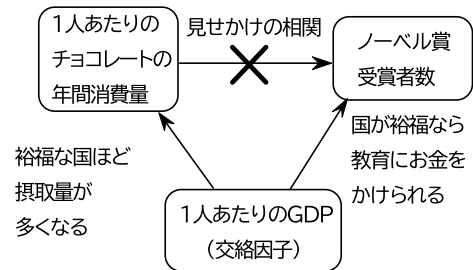 1人あたりの
チョコレートの
年間消費量
見せかけの相関
ノーベル賞
受賞者数
裕福な国ほど
摂取量が
多くなる
国が裕福なら
教育にお金を
かけられる
1人あたりのGDP
（交絡因子）